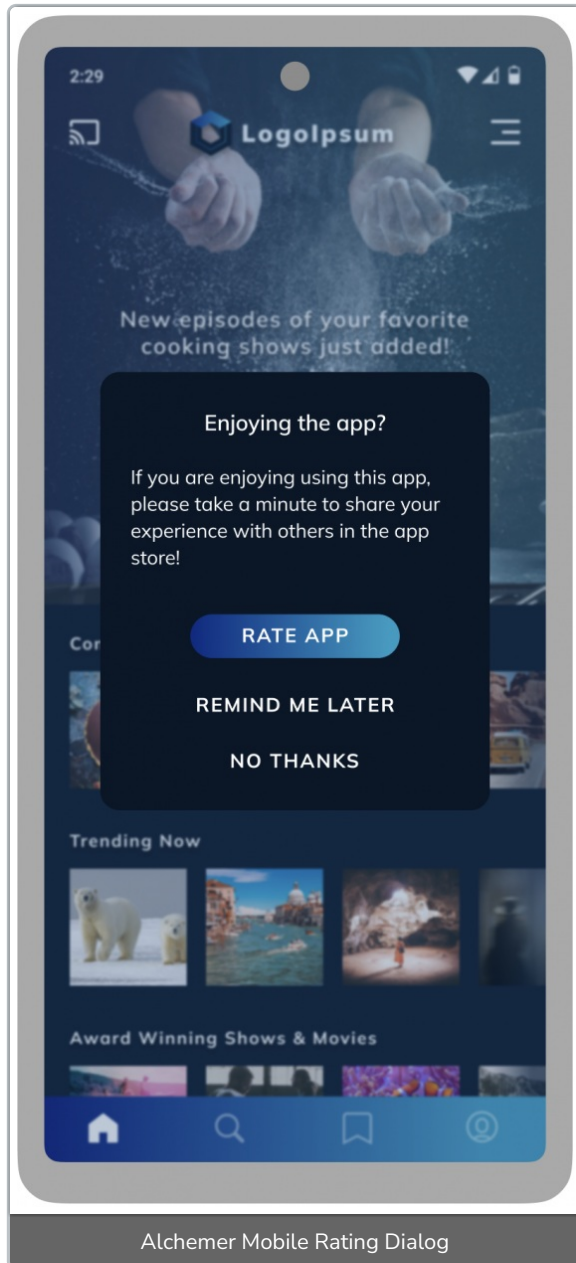 2:29
LogoIpsum
New episodes of your favorite
cooking shows just added!
Enjoying the app?
If you are enjoying using this app,
please take a minute to share your
experience with others in the app
store!
RATE APP
REMIND ME LATER
NO THANKS
Trending Now
Award Winning Shows & Movies
Alchemer Mobile Rating Dialog